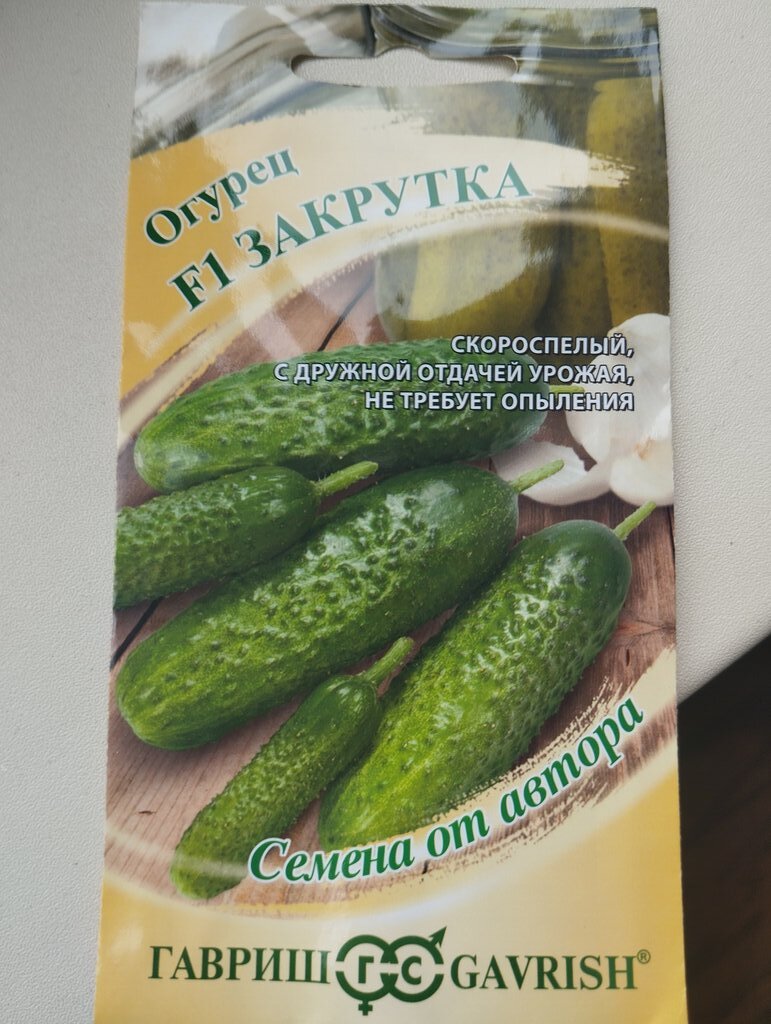 Огурец
F1 ЗАКРУТКА
СКОРОСПЕЛЫЙ,
С ДРУЖНОЙ ОТДАЧЕЙ УРОЖАЯ,
НЕ ТРЕБУЕТ ОПЫЛЕНИЯ
Семена от автора
ГАВРИШ ГС GAVRISH®